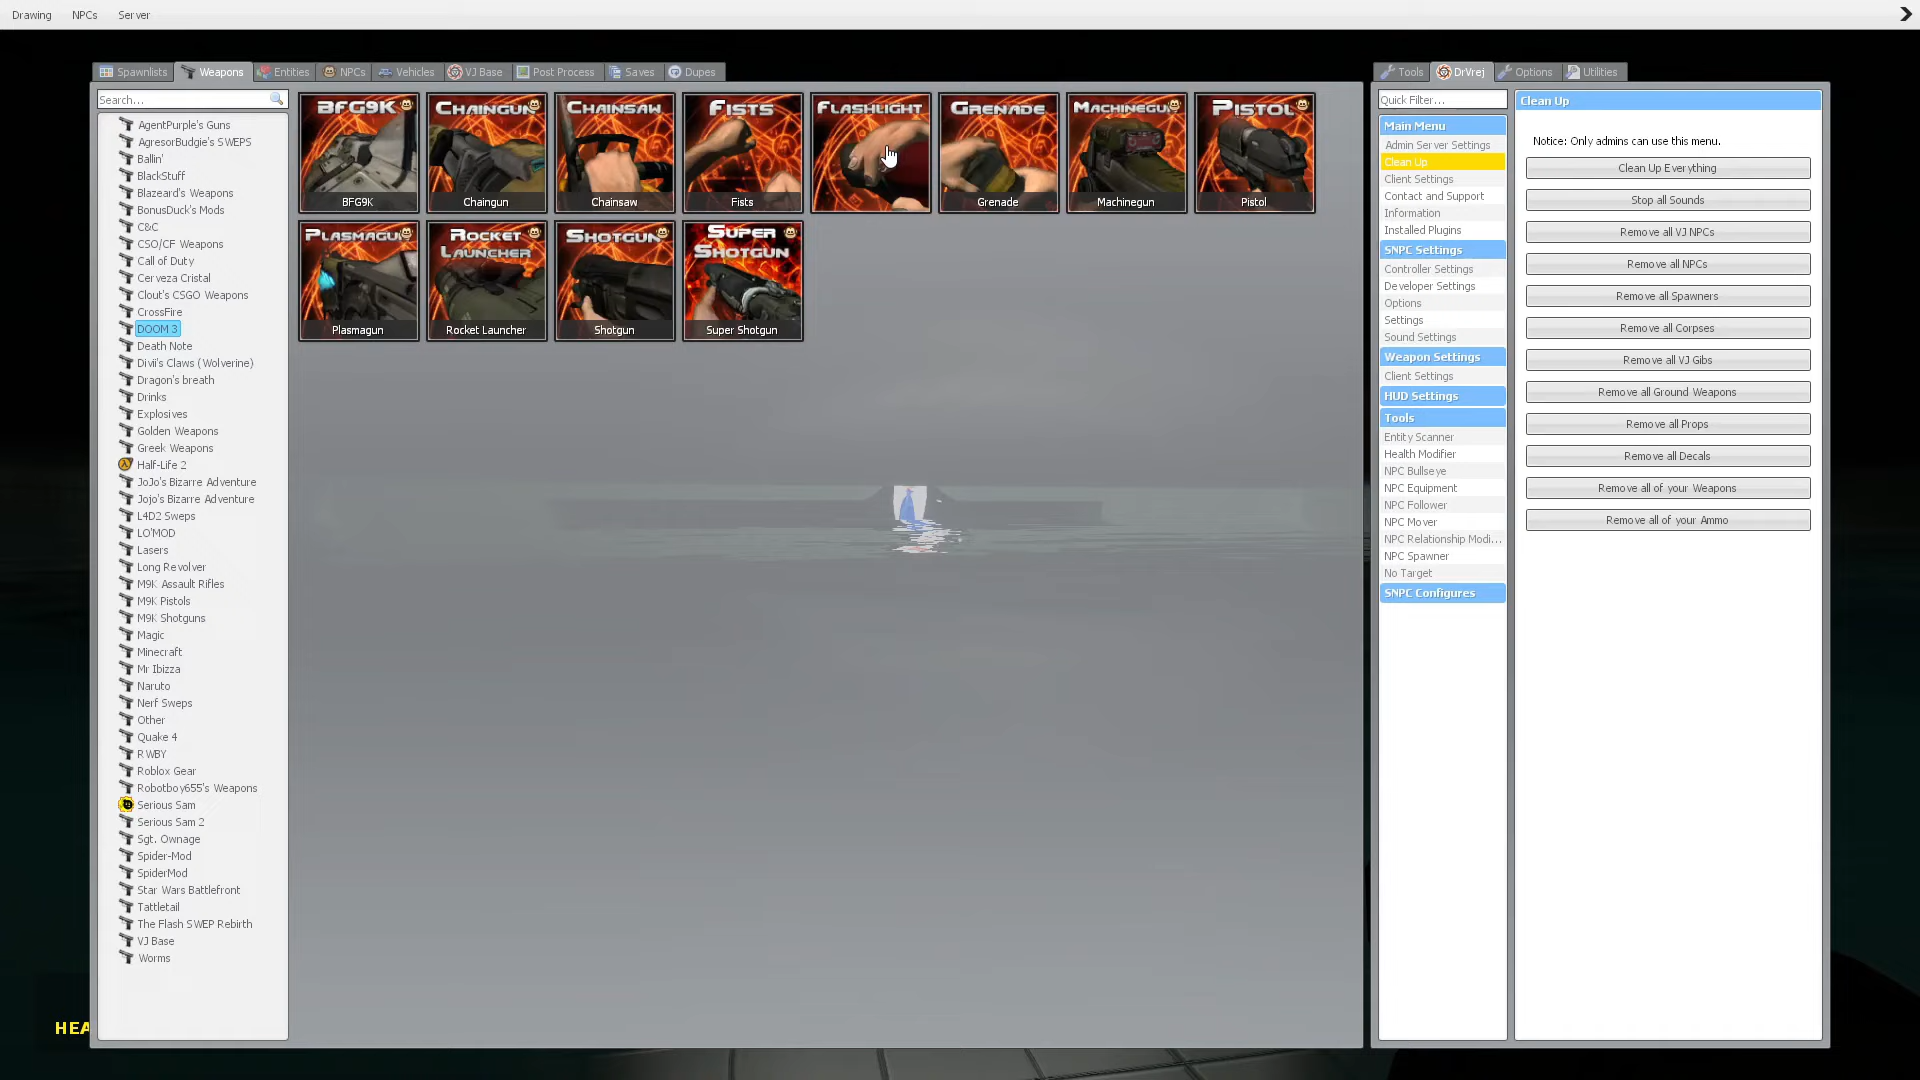 Drawing NPCs Server
Spawnlists Weapons Entities NPCs Vehicles VJ Base Post Process Saves Dupes
Search...
AgentPurple's Guns
AgresorBudgie's SWEPS
Ballin'
BlackStuff
Blazeard's Weapons
BonusDuck's Mods
C&C
CSO/CF Weapons
Call of Duty
Cerveza Cristal
Clout's CSGO Weapons
CrossFire
DOOM 3
Death Note
Divii's Claws (Wolverine)
Dragon's breath
Drinks
Explosives
Golden Weapons
Greek Weapons
Half-Life 2
JoJo's Bizarre Adventure
Jojo's Bizarre Adventure
L4D2 Sweps
LO'MOD
Lasers
Long Revolver
M9K Assault Rifles
M9K Pistols
M9K Shotguns
Magic
Minecraft
Mr Ibizza
Naruto
Nerf Sweps
Other
Quake 4
RWBY
Roblox Gear
Robotboy655's Weapons
Serious Sam
Serious Sam 2
Sgt. Ownage
Spider-Mod
SpiderMod
Star Wars Battlefront
Tattletail
The Flash SWEP Rebirth
VJ Base
Worms
HEA
BFG9K
BFG9K
CHAINGUN
Chaingun
CHAINSAW
Chainsaw
FISTS
Fists
FLASHLIGHT
GRENADE
Grenade
MACHINEGUN
Machinegun
PISTOL
Pistol
PLASMAGUN
Plasmagun
ROCKET
LAUNCHER
Rocket Launcher
SHOTGUN
Shotgun
SUPER
SHOTGUN
Super Shotgun
Tools DrVrej Options Utilities
Quick Filter...
Main Menu
Admin Server Settings
Clean Up
Client Settings
Contact and Support
Information
Installed Plugins
SNPC Settings
Controller Settings
Developer Settings
Options
Settings
Sound Settings
Weapon Settings
Client Settings
HUD Settings
Tools
Entity Scanner
Health Modifier
NPC Bullseye
NPC Equipment
NPC Follower
NPC Mover
NPC Relationship Modi...
NPC Spawner
No Target
SNPC Configures
Clean Up
Notice: Only admins can use this menu.
Clean Up Everything
Stop all Sounds
Remove all VJ NPCs
Remove all NPCs
Remove all Spawners
Remove all Corpses
Remove all VJ Gibs
Remove all Ground Weapons
Remove all Props
Remove all Decals
Remove all of your Weapons
Remove all of your Ammo